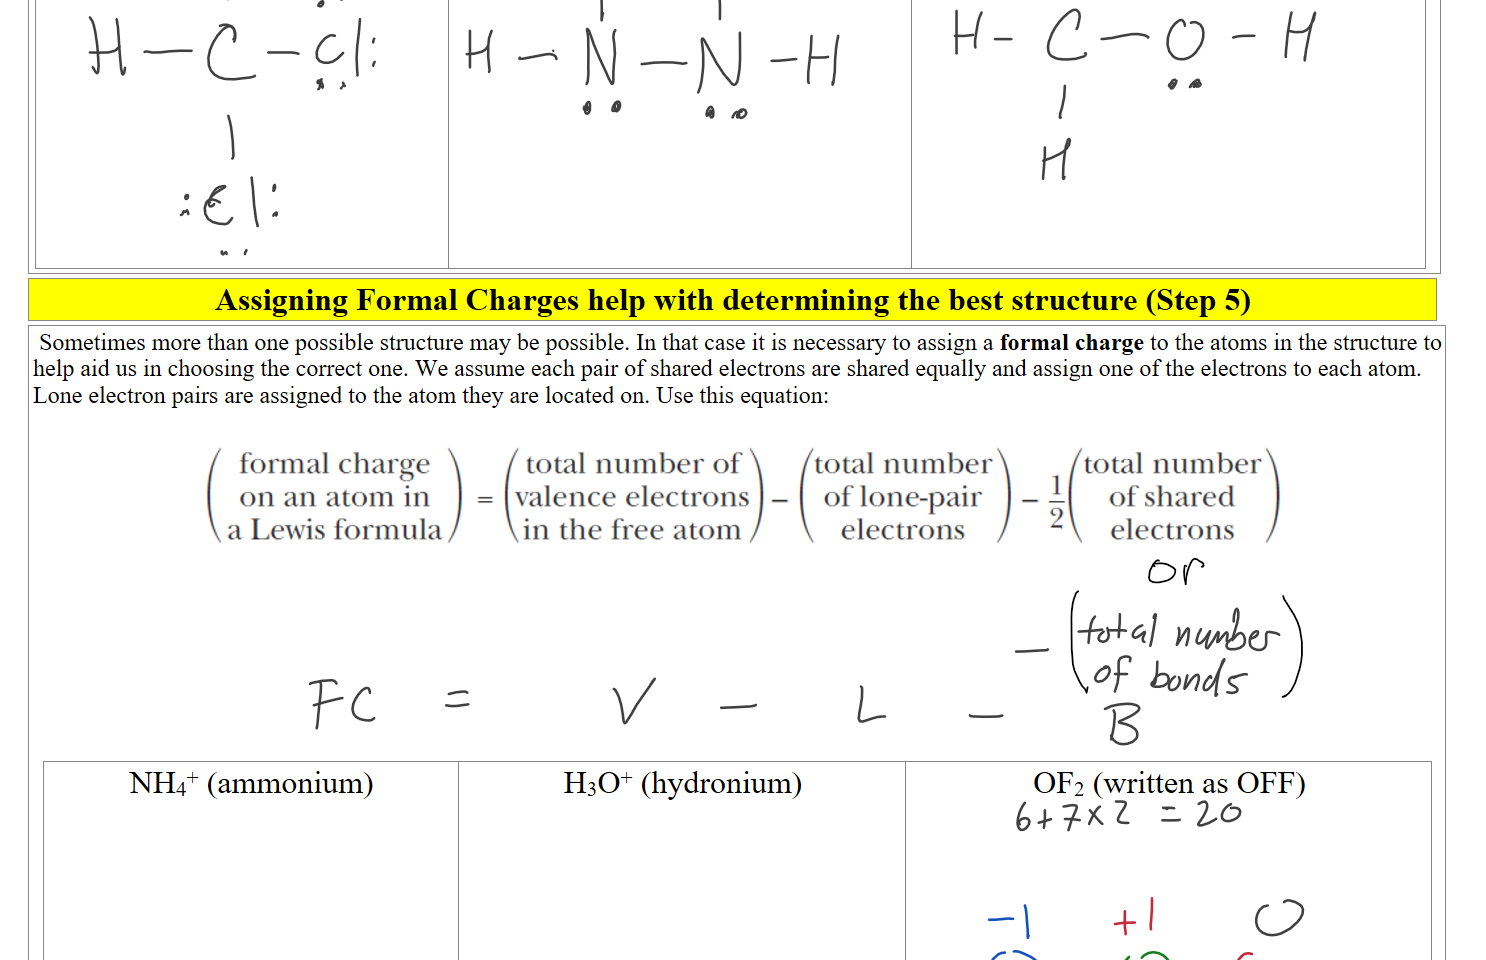 H - C - Cl:
H - N - N - H
H - C - O - H
H
:Cl:
Assigning Formal Charges help with determining the best structure (Step 5)
Sometimes more than one possible structure may be possible. In that case it is necessary to assign a formal charge to the atoms in the structure to
help aid us in choosing the correct one. We assume each pair of shared electrons are shared equally and assign one of the electrons to each atom.
Lone electron pairs are assigned to the atom they are located on. Use this equation:
( formal charge on an atom in a Lewis formula ) = ( total number of valence electrons in the free atom ) - ( total number of lone-pair electrons ) - 1/2 ( total number of shared electrons )
or
- ( total number
of bonds )
FC = V - L - B
NH₄⁺ (ammonium)
H₃O⁺ (hydronium)
OF₂ (written as OFF)
6+7×2 = 20
-1 +1 0